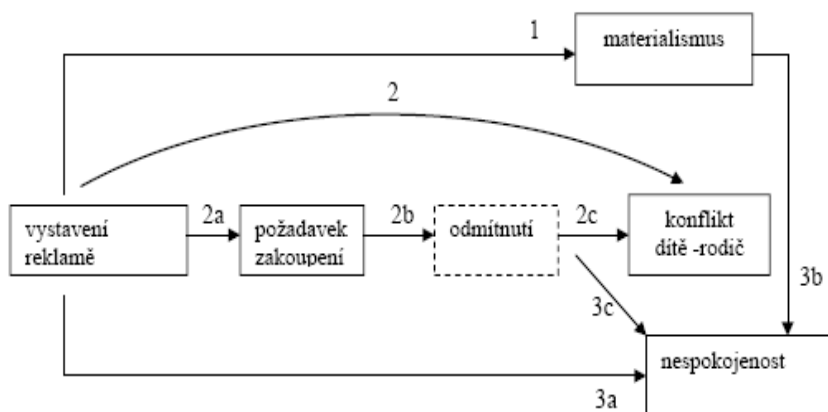 1
materialismus
2
vystavení
reklamě
2a
požadavek
zakoupení
2b
odmítnutí
2c
konflikt
dítě -rodič
3b
3c
nespokojenost
3a